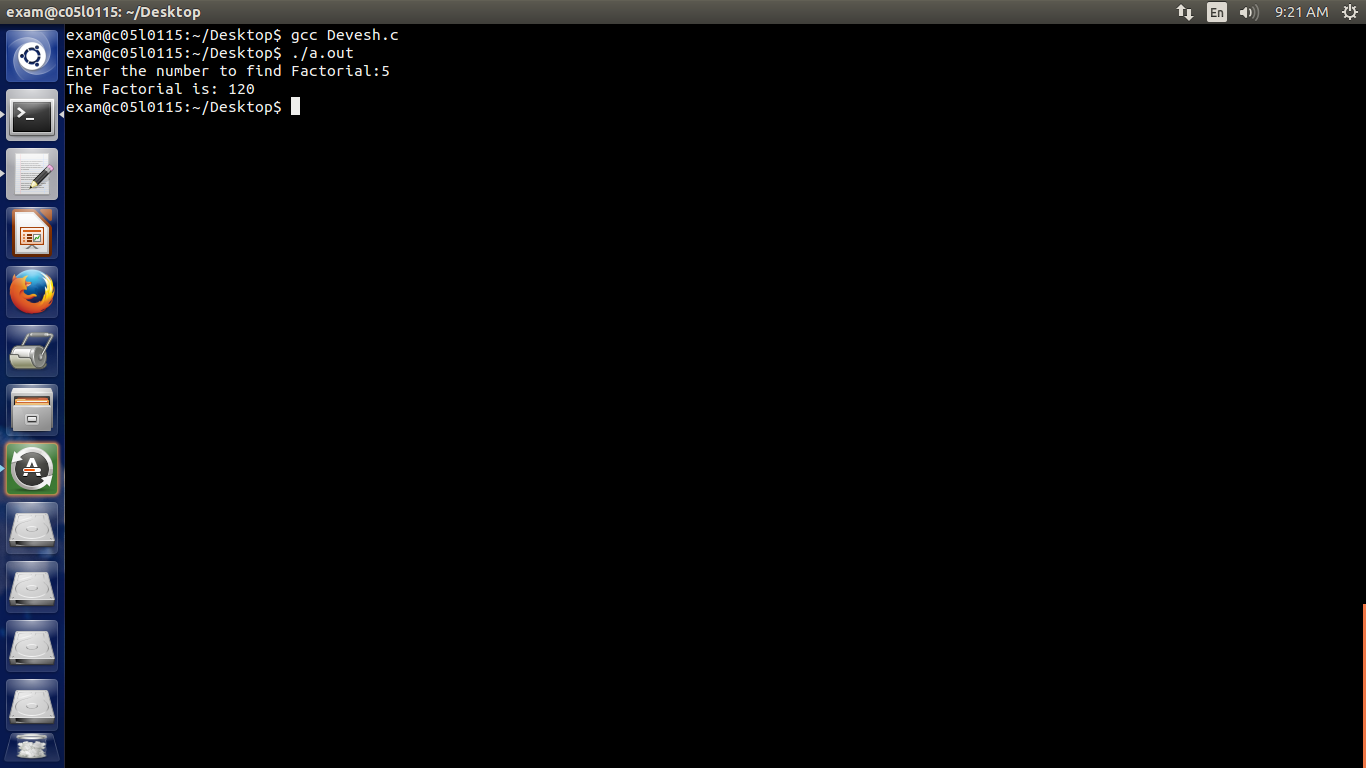 exam@c05l0115: ~/Desktop
En
9:21 AM
exam@c05l0115:~/Desktop$ gcc Devesh.c
exam@c05l0115:~/Desktop$ ./a.out
Enter the number to find Factorial:5
The Factorial is: 120
exam@c05l0115:~/Desktop$